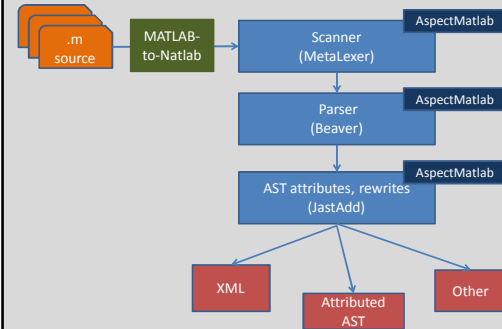 AspectMatlab
.m
source
MATLAB-
to-Natlab
Scanner
(MetaLexer)
AspectMatlab
Parser
(Beaver)
AspectMatlab
AST attributes, rewrites
(JastAdd)
XML
Attributed
AST
Other